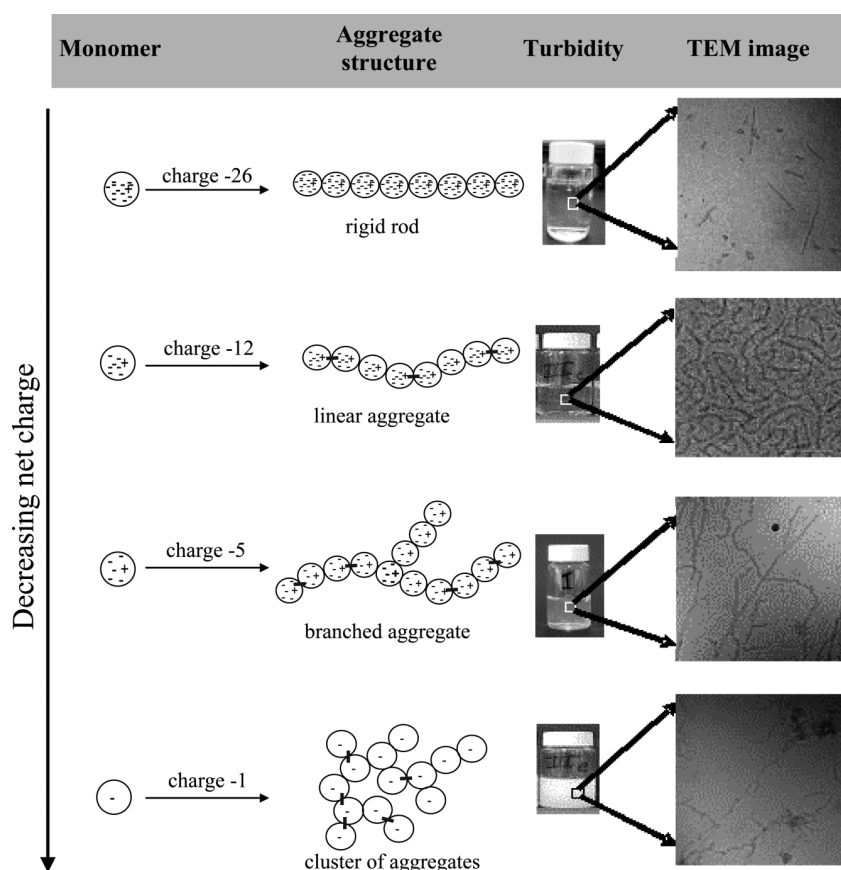 Monomer
Aggregate
structure
Turbidity
TEM image
Decreasing net charge
charge -26
rigid rod
charge -12
linear aggregate
charge -5
branched aggregate
I
charge -1
cluster of aggregates